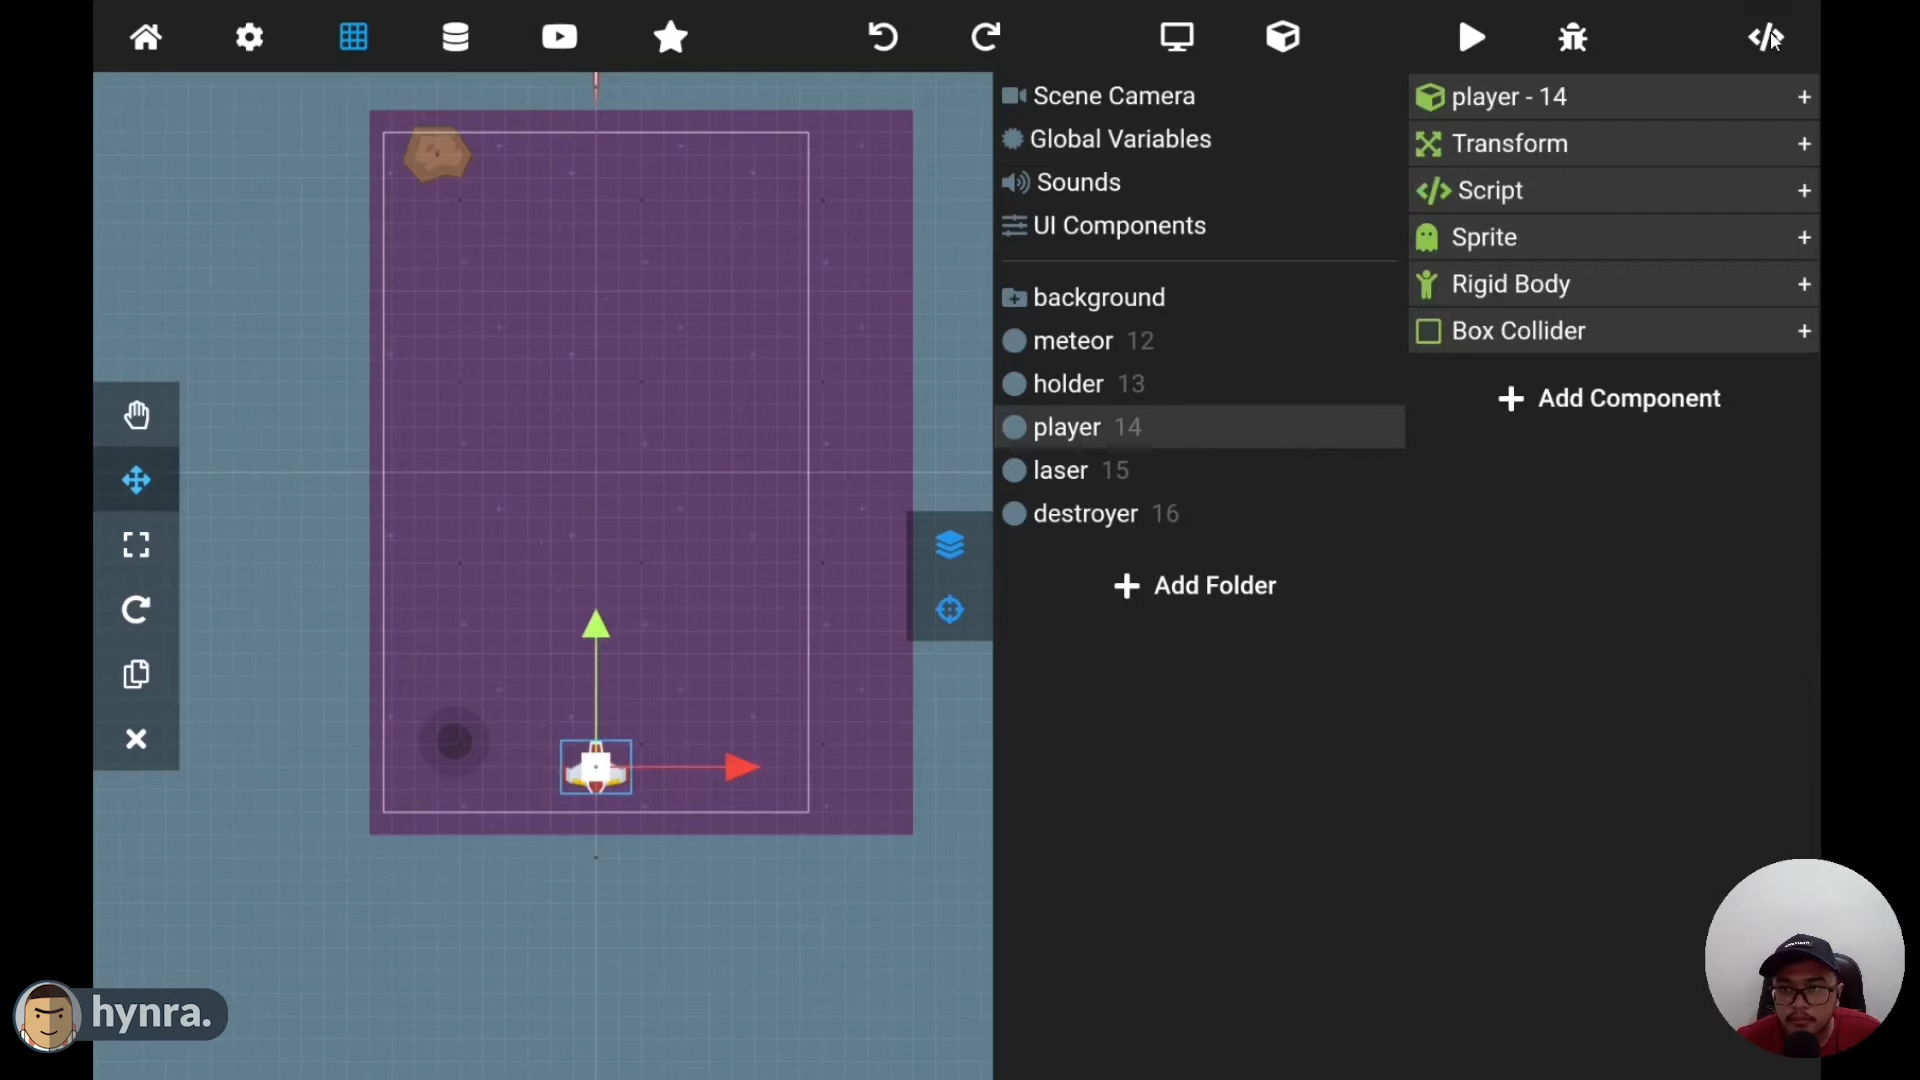 Scene Camera
Global Variables
Sounds
UI Components
background
meteor 12
holder 13
player 14
laser 15
destroyer 16
+ Add Folder
player - 14 +
Transform +
Script +
Sprite +
Rigid Body +
Box Collider +
+ Add Component
hynra.